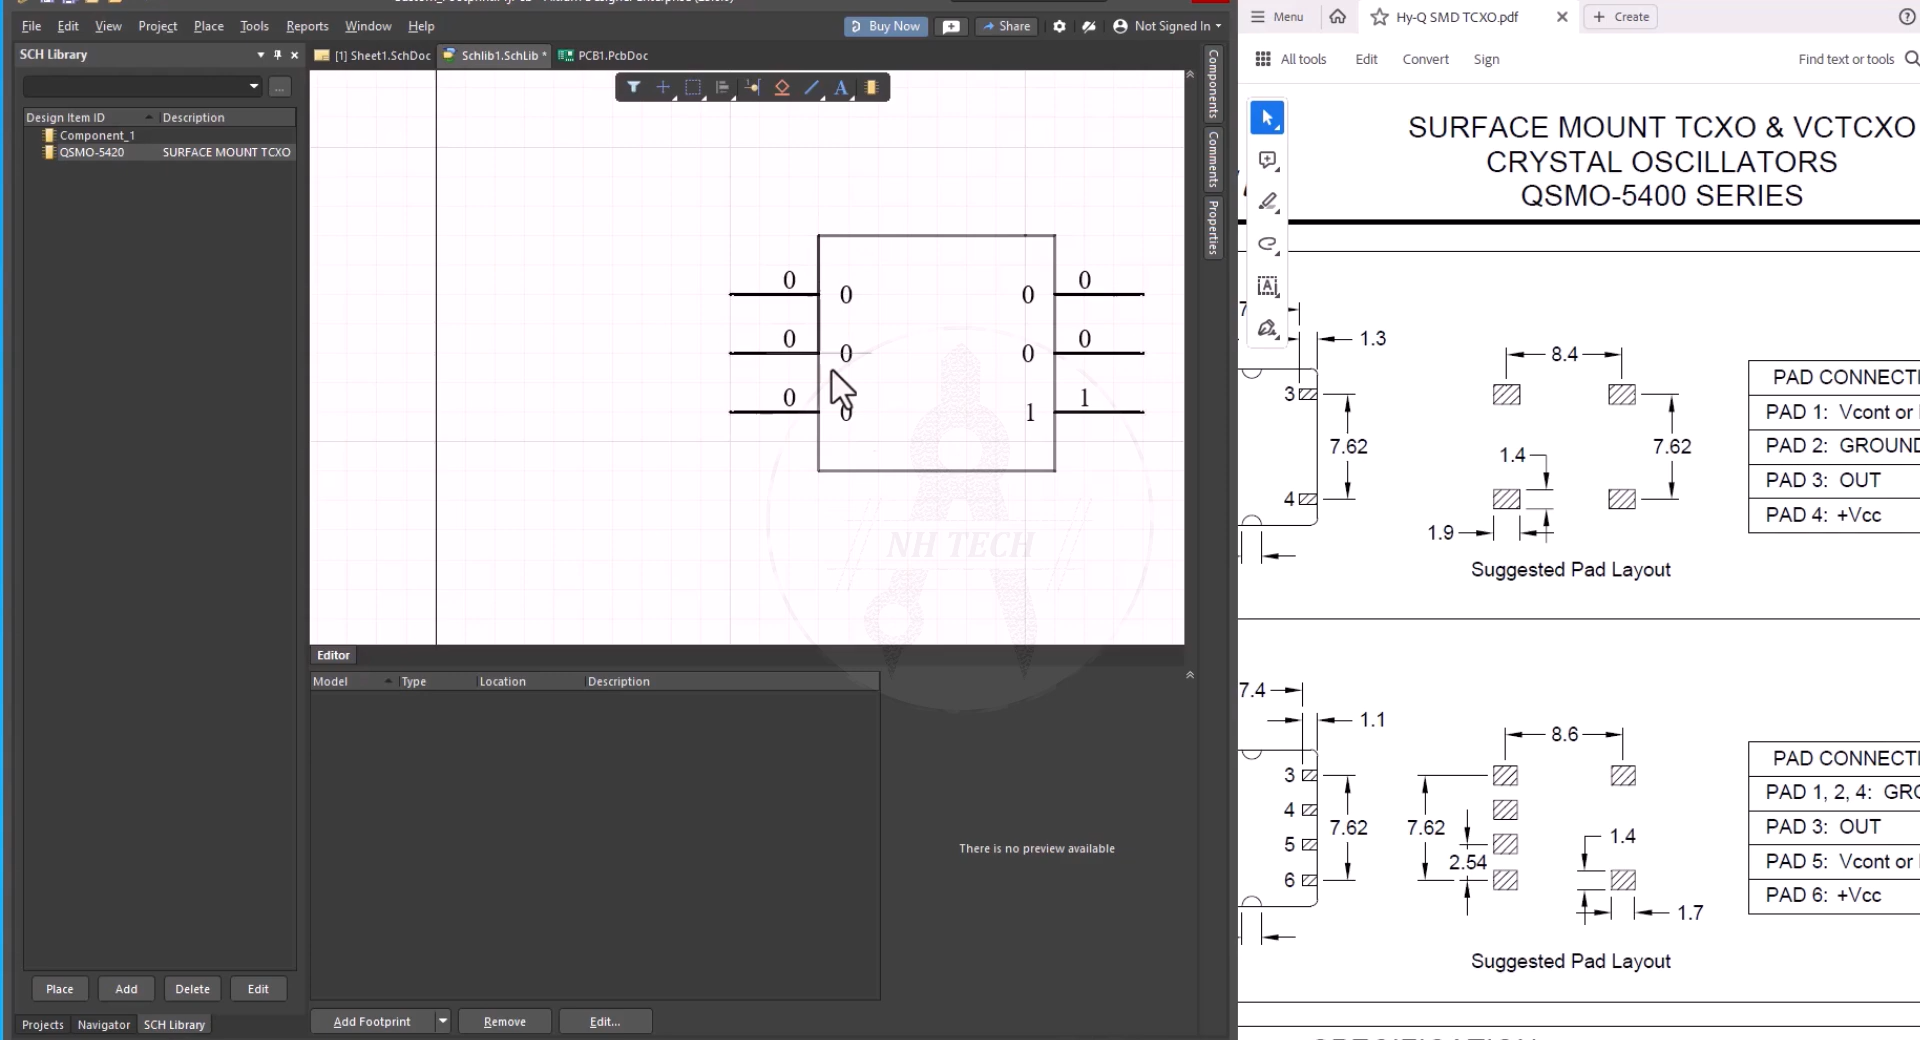 File Edit View Project Place Tools Reports Window Help
Buy Now
Share
Not Signed In
SCH Library
[1] Sheet1.SchDoc
Schlib1.SchLib *
PCB1.PcbDoc
...
Design Item ID Description
Component_1
QSMO-5420 SURFACE MOUNT TCXO
A
0 0 0 0
0 0 0 0
0 0 1 1
NH TECH
Components
Comments
Properties
Editor
Model Type Location Description
There is no preview available
Place Add Delete Edit
Projects Navigator SCH Library
Add Footprint Remove Edit...
Menu
Hy-Q SMD TCXO.pdf
Create
All tools Edit Convert Sign
Find text or tools
SURFACE MOUNT TCXO & VCTCXO
CRYSTAL OSCILLATORS
QSMO-5400 SERIES
1.3
8.4
3
7.62
7.62
1.4
4
1.9
Suggested Pad Layout
PAD 1: Vcont or
PAD 2: GROUND
PAD 3: OUT
PAD 4: +Vcc
7.4
1.1
8.6
3
4
5
6
7.62
7.62
2.54
1.4
1.7
Suggested Pad Layout
PAD 3: OUT
PAD 5: Vcont or
PAD 6: +Vcc